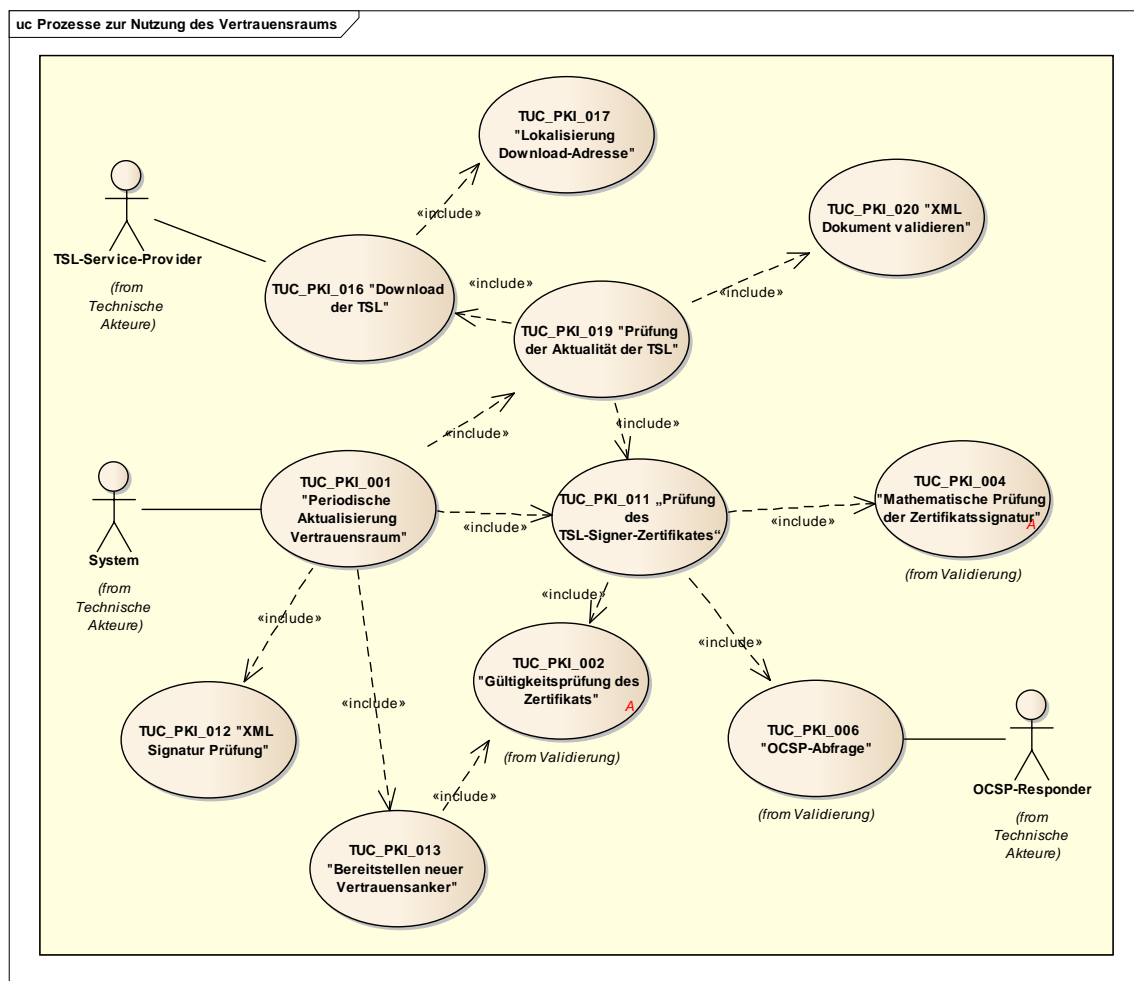 uc Prozesse zur Nutzung des Vertrauensraums
TUC_PKI_017
"Lokalisierung
Download-Adresse"
«include»
TUC_PKI_020 "XML
Dokument validieren"
«include»
TSL-Service-Provider
(from
Technische
Akteure)
TUC_PKI_016 "Download
der TSL"
«include»
TUC_PKI_019 "Prüfung
der Aktualität der TSL"
«include»
«include»
TUC_PKI_001
"Periodische
Aktualisierung
Vertrauensraum"
System
(from
Technische
Akteure)
«include»
TUC_PKI_011 „Prüfung
des
TSL-Signer-Zertifikates“
«include»
TUC_PKI_004
"Mathematische Prüfung
der Zertifikatssignatur"
A
(from Validierung)
«include»
«include»
«include»
«include»
TUC_PKI_002
"Gültigkeitsprüfung des
Zertifikats"
A
(from Validierung)
TUC_PKI_012 "XML
Signatur Prüfung"
TUC_PKI_006
"OCSP-Abfrage"
(from Validierung)
OCSP-Responder
(from
Technische
Akteure)
«include»
TUC_PKI_013
"Bereitstellen neuer
Vertrauensanker"